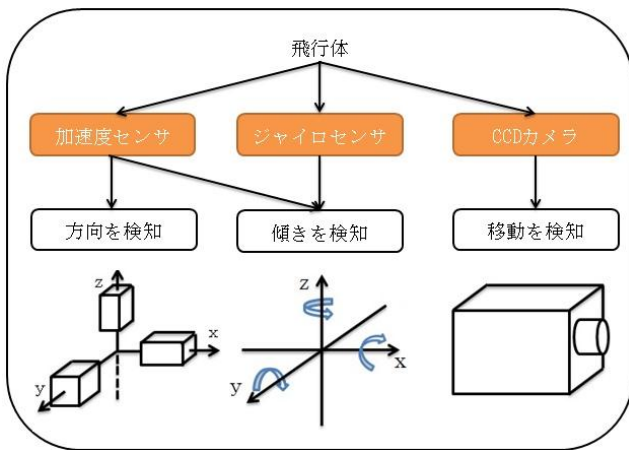 飛行体
加速度センサ
ジャイロセンサ
CCDカメラ
方向を検知
傾きを検知
移動を検知
z
x
y
z
x
y